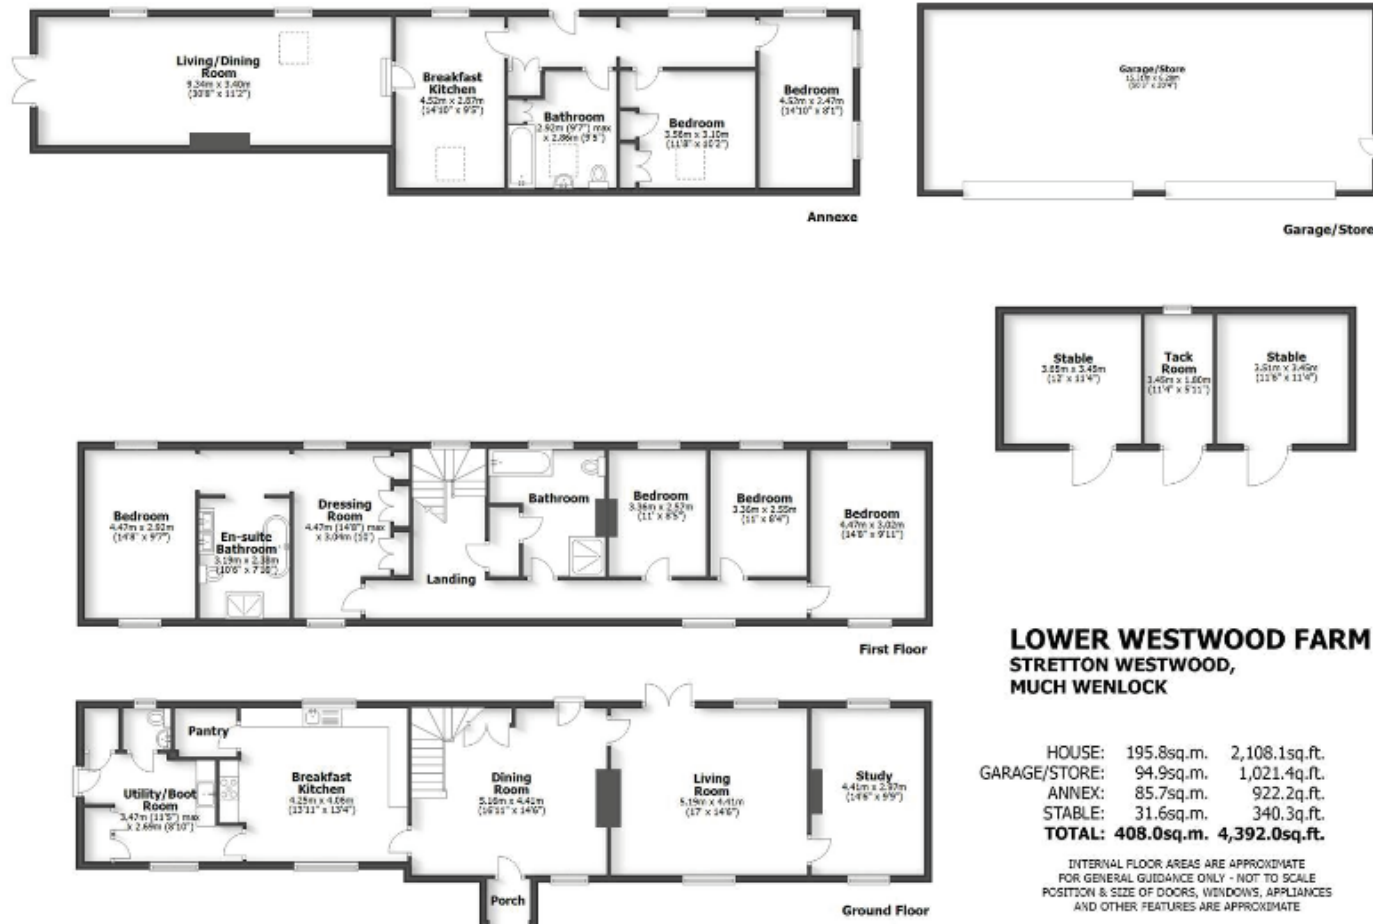 Living/Dining
Room
9.34m x 3.40m
(30'8" x 11'2")
Breakfast
Kitchen
4.52m x 2.87m
(14'10" x 9'5")
Bathroom
2.92m (9'7") max
x 2.86m (9'5")
Bedroom
3.56m x 3.10m
(11'8" x 10'2")
Bedroom
4.52m x 2.47m
(14'10" x 8'1")
Annexe
Garage/Store
Garage/Store
Stable
3.65m x 3.45m
(12' x 11'4")
Tack
Room
3.45m x 1.80m
(11'4" x 5'11")
Stable
3.51m x 3.45m
(11'6" x 11'4")
Bedroom
4.47m x 2.92m
(14'8" x 9'7")
En-suite
Bathroom
3.19m x 2.38m
(10'6" x 7'10")
Dressing
Room
4.47m (14'8") max
x 3.04m (10')
Landing
Bathroom
Bedroom
3.36m x 2.57m
(11' x 8'5")
Bedroom
3.36m x 2.55m
(11' x 8'4")
Bedroom
4.47m x 3.02m
(14'8" x 9'11")
First Floor
Pantry
Utility/Boot
Room
3.47m (11'5") max
x 2.69m (8'10")
Breakfast
Kitchen
4.25m x 4.06m
(13'11" x 13'4")
Dining
Room
5.16m x 4.41m
(16'11" x 14'6")
Living
Room
5.19m x 4.41m
(17' x 14'6")
Study
4.41m x 2.97m
(14'6" x 9'9")
Porch
Ground Floor
LOWER WESTWOOD FARM
STRETTON WESTWOOD,
MUCH WENLOCK
HOUSE: 195.8sq.m. 2,108.1sq.ft.
GARAGE/STORE: 94.9sq.m. 1,021.4q.ft.
ANNEX: 85.7sq.m. 922.2q.ft.
STABLE: 31.6sq.m. 340.3q.ft.
TOTAL: 408.0sq.m. 4,392.0sq.ft.
INTERNAL FLOOR AREAS ARE APPROXIMATE
FOR GENERAL GUIDANCE ONLY - NOT TO SCALE
POSITION & SIZE OF DOORS, WINDOWS, APPLIANCES
AND OTHER FEATURES ARE APPROXIMATE